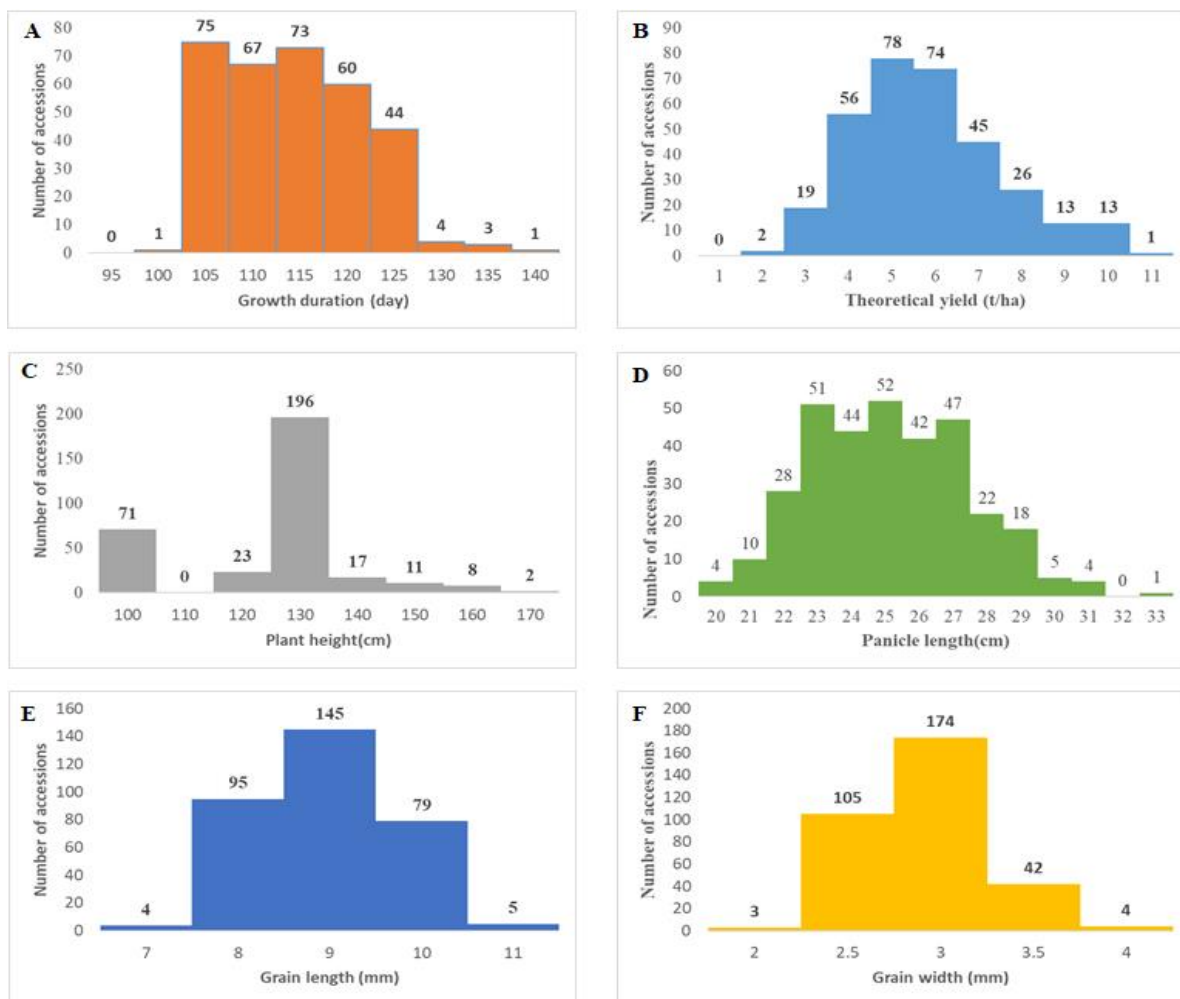 A
Number of accessions
80
70
60
50
40
30
20
10
0
0 1 75 67 73 60 44 4 3 1
95 100 105 110 115 120 125 130 135 140
Growth duration (day)
B
Number of accessions
90
80
70
60
50
40
30
20
10
0
0 2 19 56 78 74 45 26 13 13 1
1 2 3 4 5 6 7 8 9 10 11
Theoretical yield (t/ha)
C
Number of accessions
250
200
150
100
50
0
71 0 23 196 17 11 8 2
100 110 120 130 140 150 160 170
Plant height(cm)
D
Number of accessions
60
50
40
30
20
10
0
4 10 28 51 44 52 42 47 22 18 5 4 0 1
20 21 22 23 24 25 26 27 28 29 30 31 32 33
Panicle length(cm)
E
Number of accessions
160
140
120
100
80
60
40
20
0
4 95 145 79 5
7 8 9 10 11
Grain length (mm)
F
Number of accessions
200
180
160
140
120
100
80
60
40
20
0
3 105 174 42 4
2 2.5 3 3.5 4
Grain width (mm)